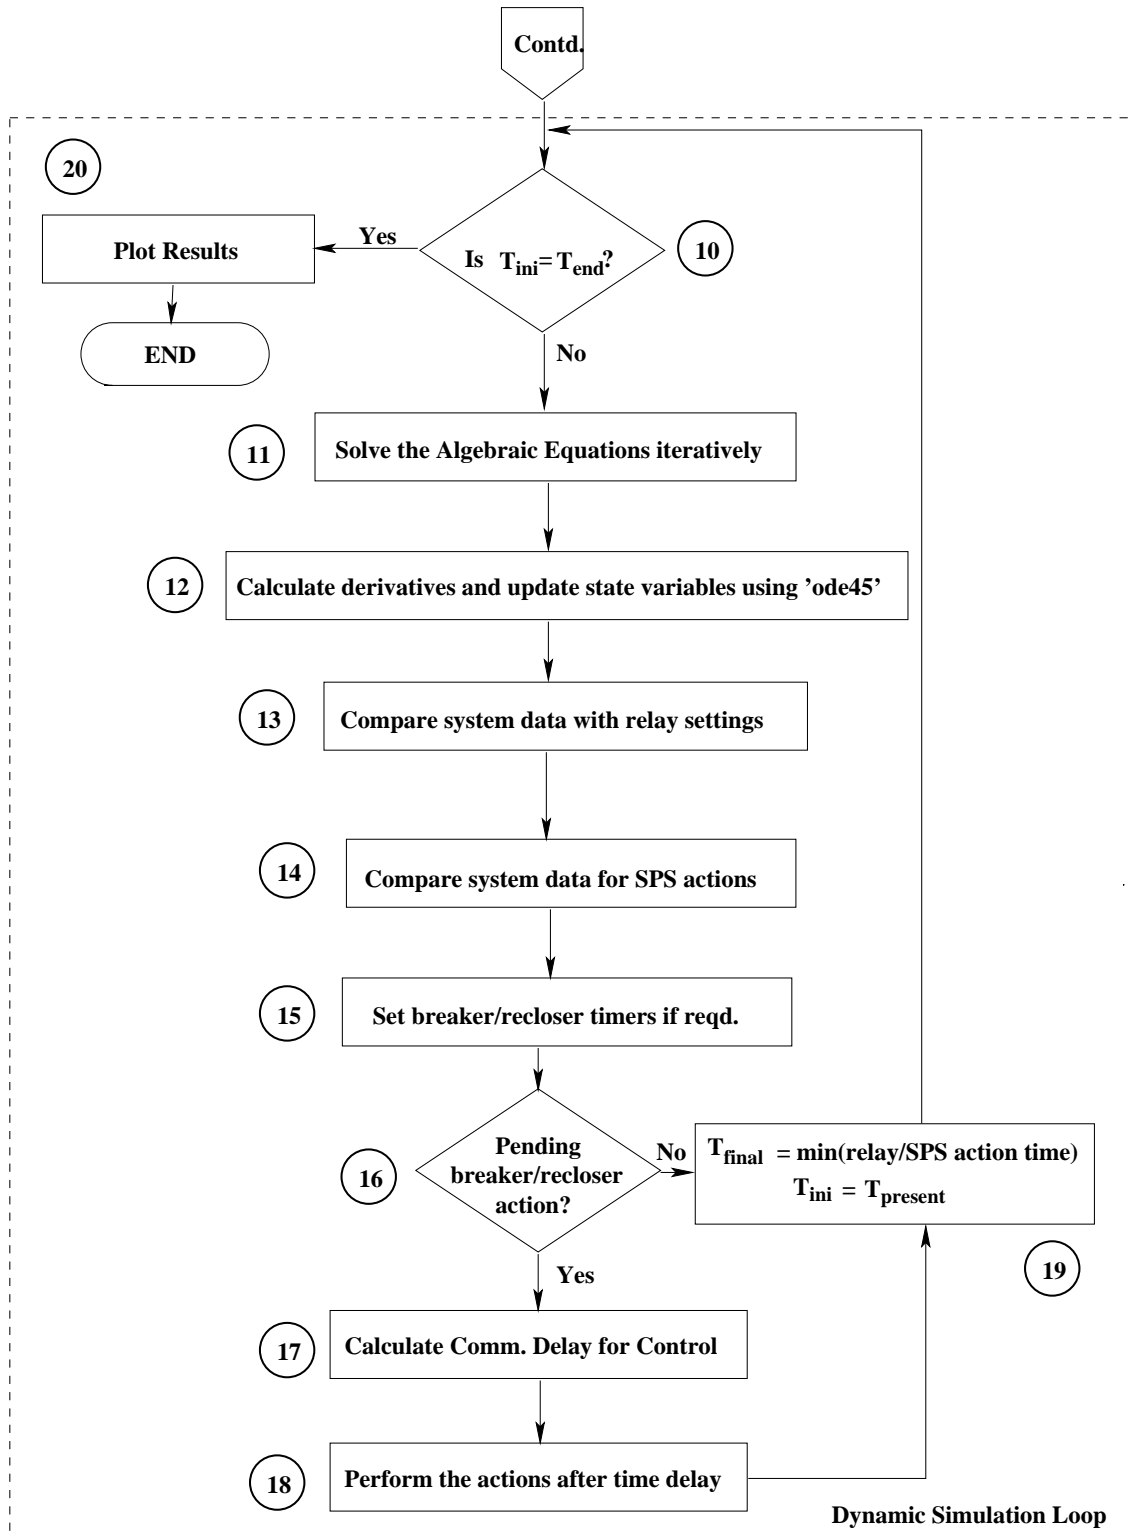 Contd.
20
Plot Results
Yes
Is T_ini = T_end?
10
END
No
11
Solve the Algebraic Equations iteratively
12
Calculate derivatives and update state variables using ’ode45’
13
Compare system data with relay settings
14
Compare system data for SPS actions
15
Set breaker/recloser timers if reqd.
16
Pending
breaker/recloser
action?
No
T_final = min(relay/SPS action time)
T_ini = T_present
19
Yes
17
Calculate Comm. Delay for Control
18
Perform the actions after time delay
Dynamic Simulation Loop